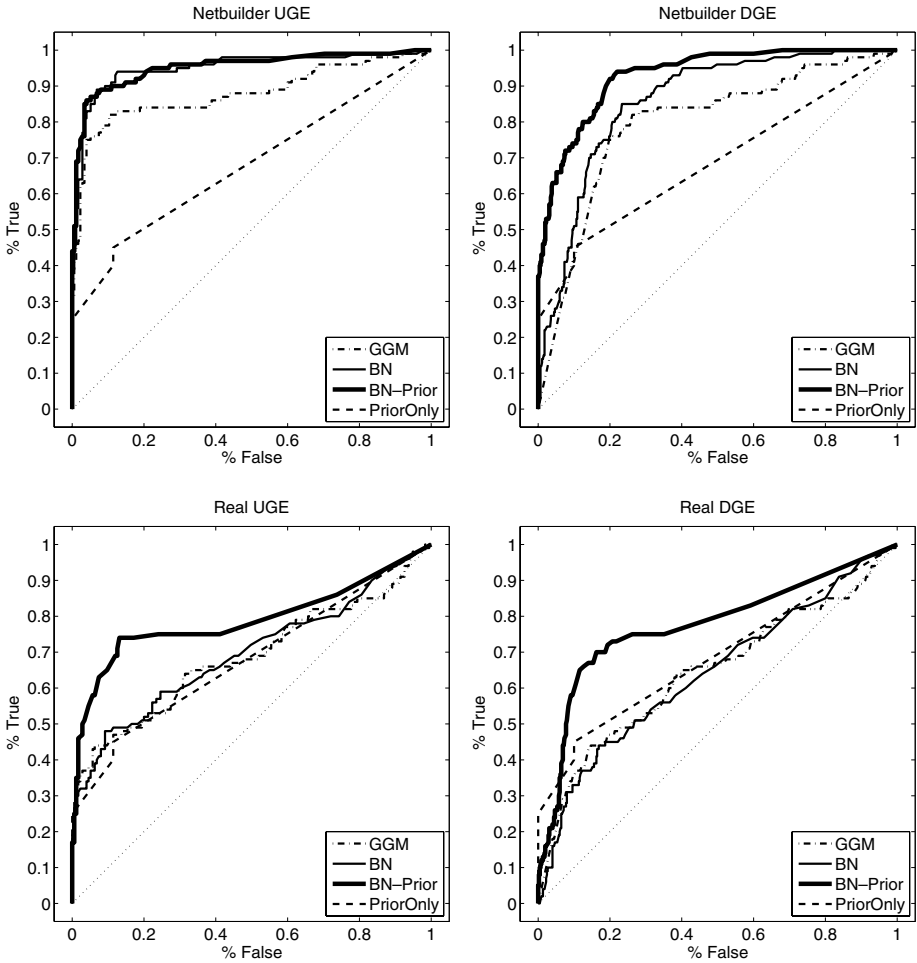 Netbuilder UGE
1
0.9
0.8
0.7
0.6
0.5
0.4
0.3
0.2
0.1
0
% True
0 0.2 0.4 0.6 0.8 1
% False
GGM
BN
BN–Prior
PriorOnly
Netbuilder DGE
1
0.9
0.8
0.7
0.6
0.5
0.4
0.3
0.2
0.1
0
% True
0 0.2 0.4 0.6 0.8 1
% False
GGM
BN
BN–Prior
PriorOnly
Real UGE
1
0.9
0.8
0.7
0.6
0.5
0.4
0.3
0.2
0.1
0
% True
0 0.2 0.4 0.6 0.8 1
% False
GGM
BN
BN–Prior
PriorOnly
Real DGE
1
0.9
0.8
0.7
0.6
0.5
0.4
0.3
0.2
0.1
0
% True
0 0.2 0.4 0.6 0.8 1
% False
GGM
BN
BN–Prior
PriorOnly